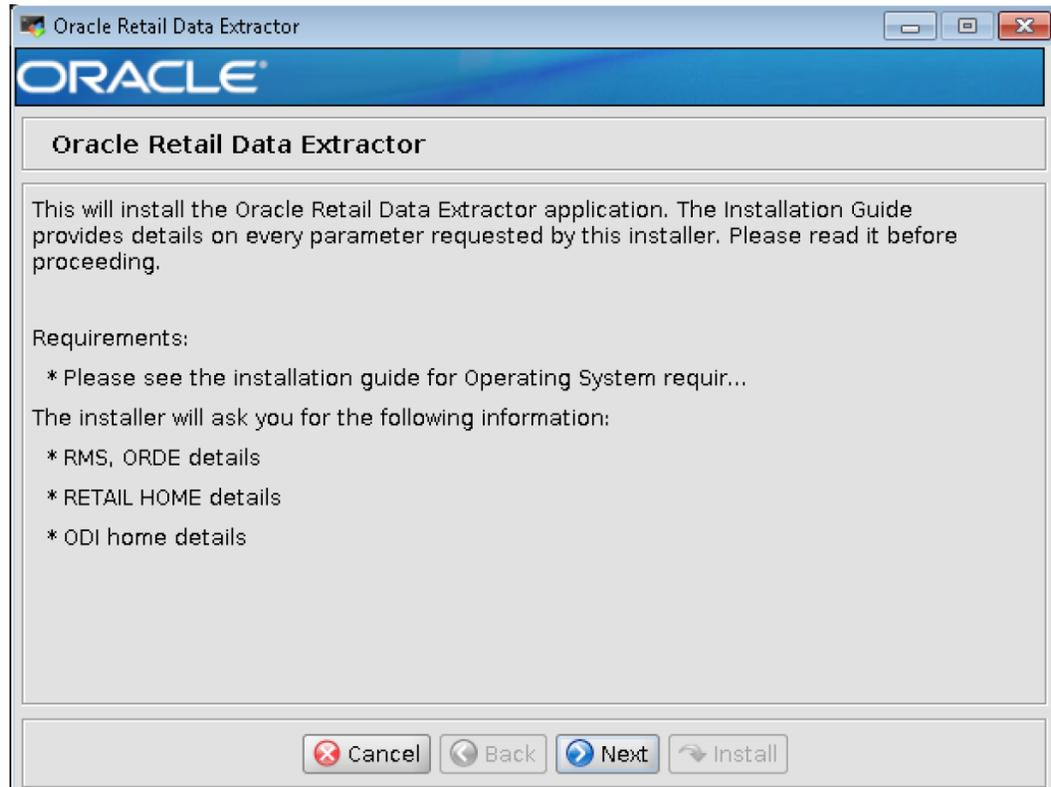 Oracle Retail Data Extractor
ORACLE®
Oracle Retail Data Extractor
This will install the Oracle Retail Data Extractor application. The Installation Guide
provides details on every parameter requested by this installer. Please read it before
proceeding.
Requirements:
* Please see the installation guide for Operating System requir...
The installer will ask you for the following information:
* RMS, ORDE details
* RETAIL HOME details
* ODI home details
Cancel Back Next Install